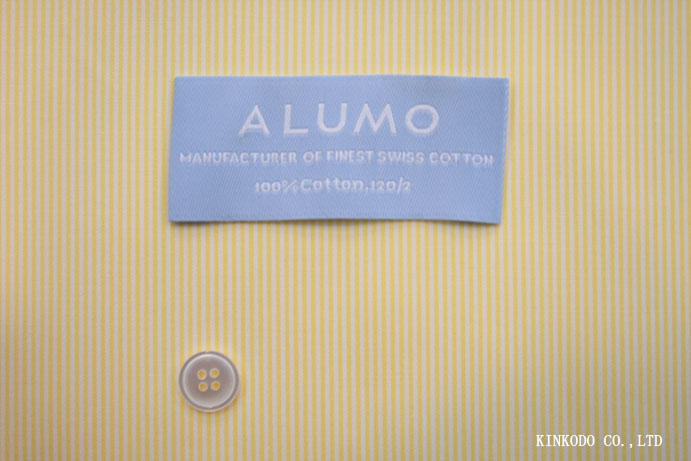 ALUMO
MANUFACTURER OF FINEST SWISS COTTON
100%Cotton.120/2
KINKODO CO.,LTD